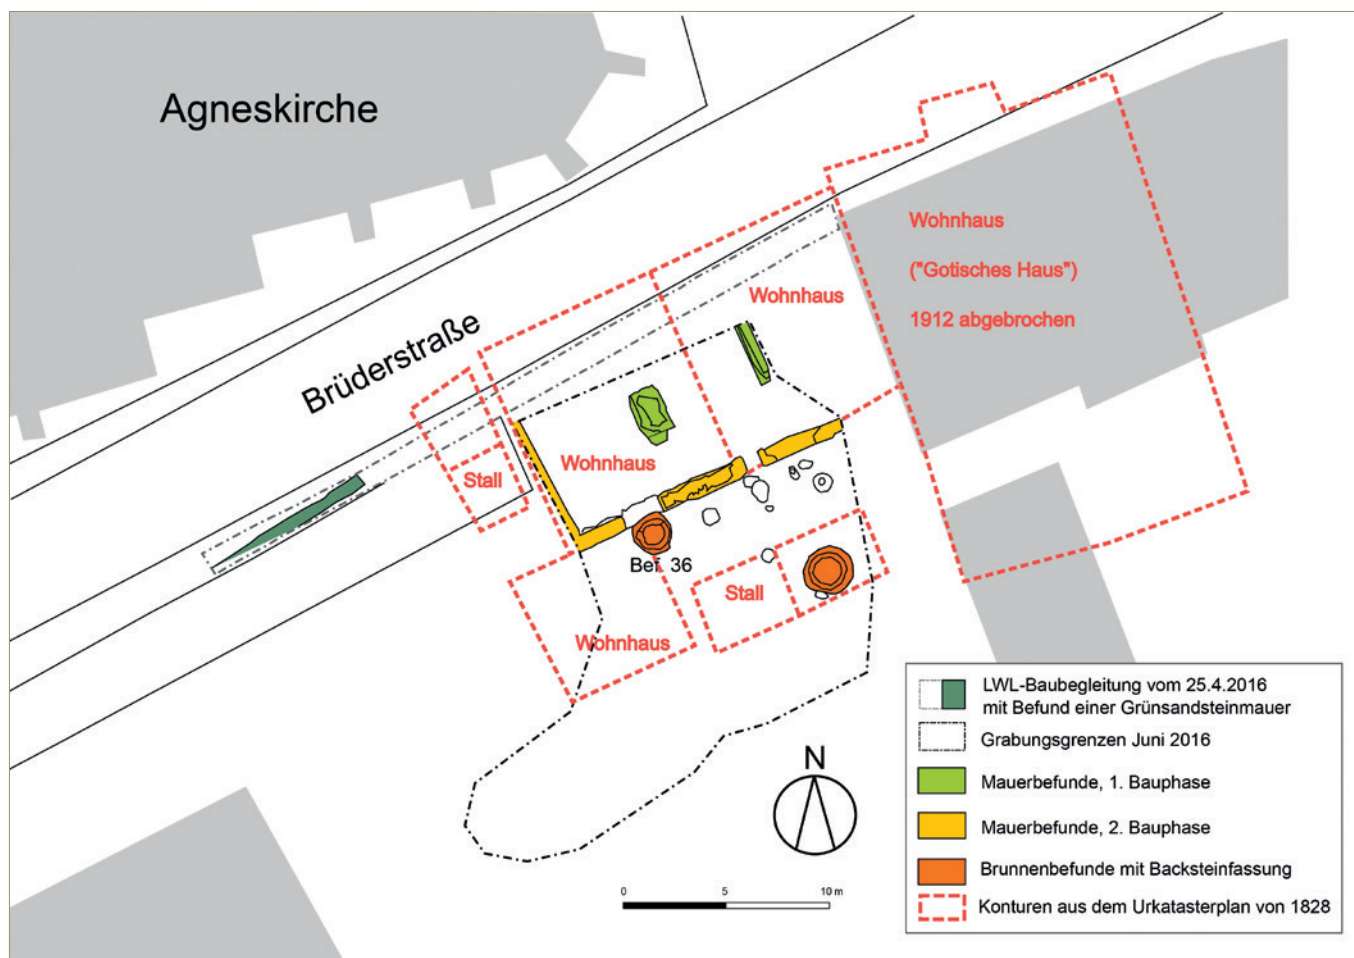 Agneskirche
Brüderstraße
Wohnhaus
("Gotisches Haus")
1912 abgebrochen
Wohnhaus
Wohnhaus
Stall
Bef. 36
Stall
Wohnhaus
N
0 5 10 m
LWL-Baubegleitung vom 25.4.2016
mit Befund einer Grünsandsteinmauer
Grabungsgrenzen Juni 2016
Mauerbefunde, 1. Bauphase
Mauerbefunde, 2. Bauphase
Brunnenbefunde mit Backsteinfassung
Konturen aus dem Urkatasterplan von 1828